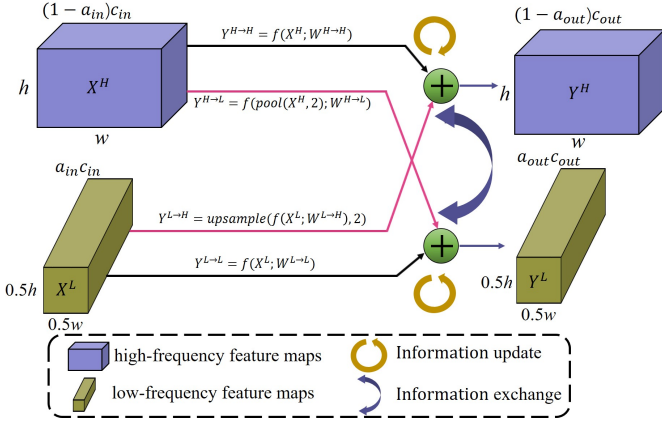 (1 − a_in)c_in
(1 − a_out)c_out
Y^{H→H} = f(X^H; W^{H→H})
h
X^H
h
Y^H
Y^{H→L} = f(pool(X^H, 2); W^{H→L})
w
w
a_in c_in
a_out c_out
Y^{L→H} = upsample(f(X^L; W^{L→H}), 2)
Y^{L→L} = f(X^L; W^{L→L})
0.5h
X^L
0.5h
Y^L
0.5w
0.5w
high-frequency feature maps
Information update
low-frequency feature maps
Information exchange